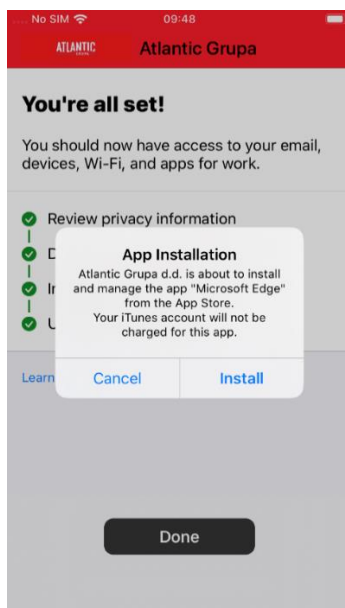 No SIM 09:48
ATLANTIC Atlantic Grupa
You're all set!
You should now have access to your email,
devices, Wi-Fi, and apps for work.
Review privacy information
App Installation
Atlantic Grupa d.d. is about to install
and manage the app "Microsoft Edge"
from the App Store.
Your iTunes account will not be
charged for this app.
Learn
Cancel Install
Done